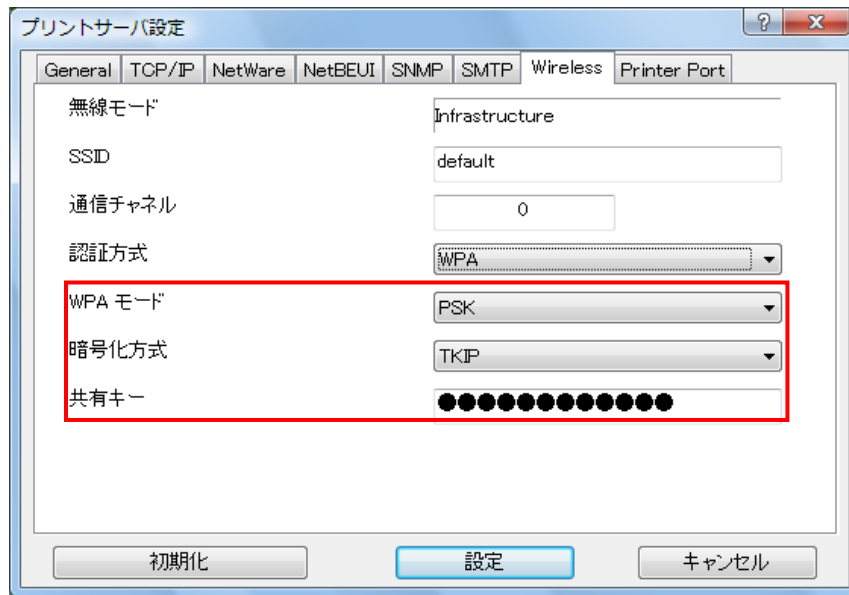 プリントサーバ設定
General TCP/IP NetWare NetBEUI SNMP SMTP Wireless Printer Port
無線モード Infrastructure
SSID default
通信チャネル 0
認証方式 WPA
WPA モード PSK
暗号化方式 TKIP
共有キー ●●●●●●●●●●●●
初期化 設定 キャンセル